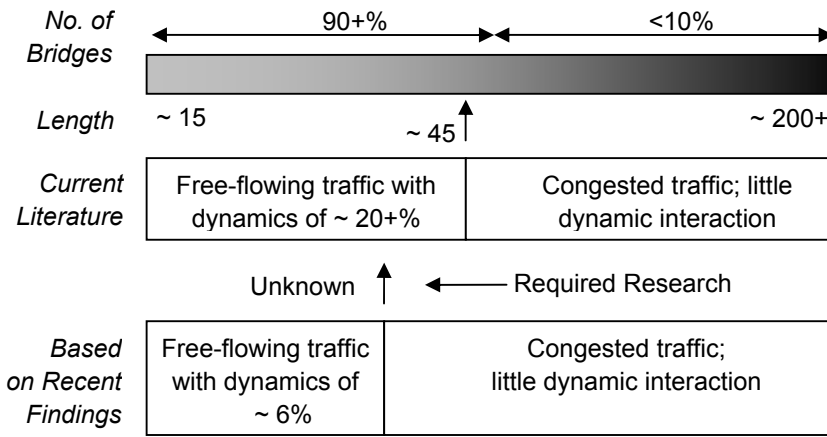 No. of
Bridges
90+%
<10%
Length
~ 15
~ 45
~ 200+
Current
Literature
Free-flowing traffic with
dynamics of ~ 20+%
Congested traffic; little
dynamic interaction
Unknown
Required Research
Based
on Recent
Findings
Free-flowing traffic
with dynamics of
~ 6%
Congested traffic;
little dynamic interaction